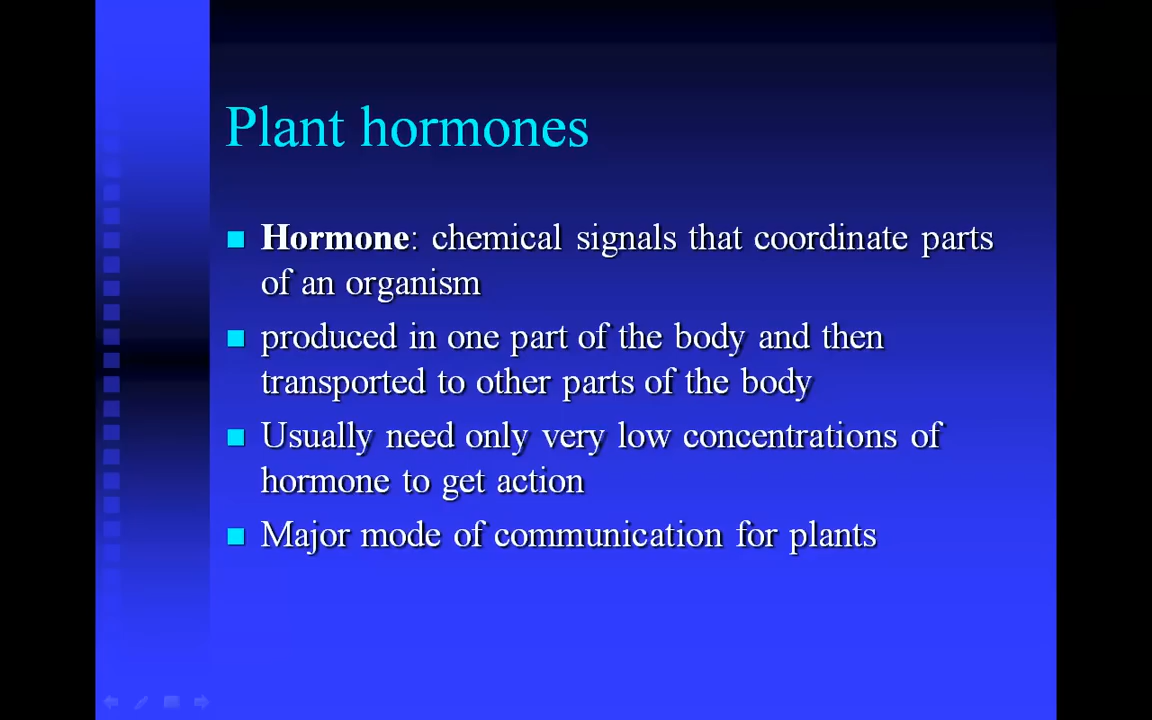 Plant hormones
Hormone: chemical signals that coordinate parts
of an organism
produced in one part of the body and then
transported to other parts of the body
Usually need only very low concentrations of
hormone to get action
Major mode of communication for plants